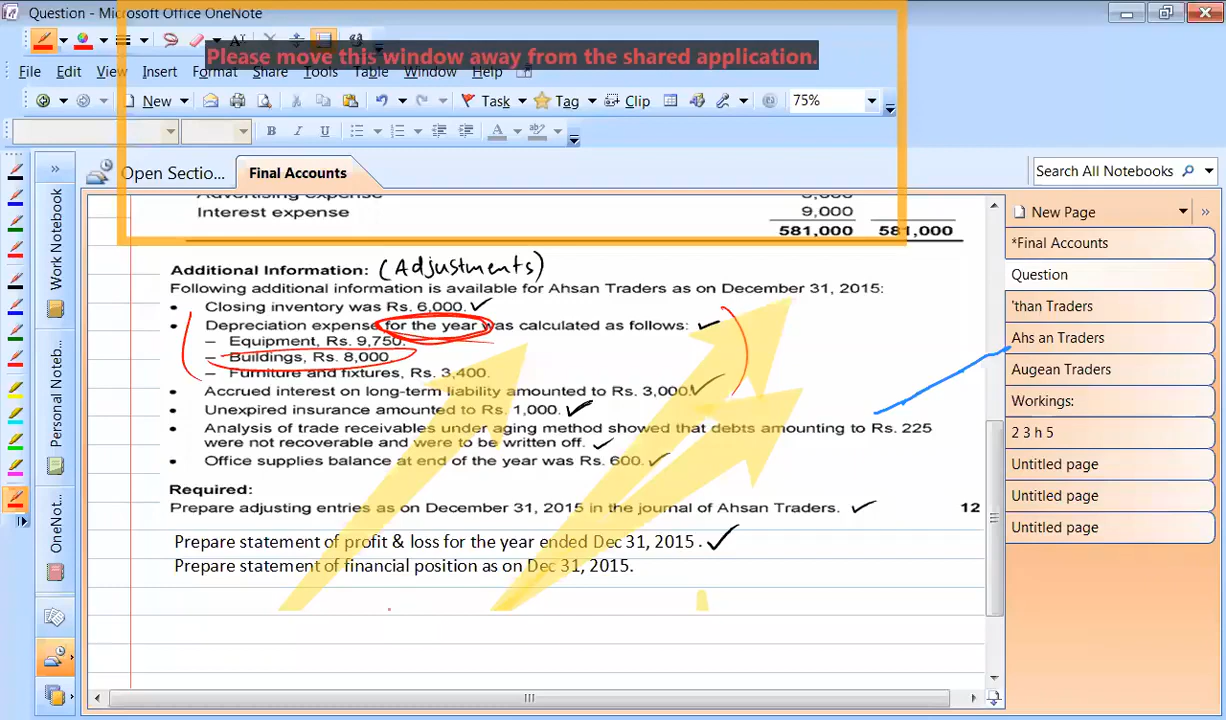 Question - Microsoft Office OneNote
Please move this window away from the shared application.
File Edit View Insert Format Share Tools Table Window Help
New Task Tag Clip 75%
B I U A ab
Open Sectio... Final Accounts Search All Notebooks
Advertising expense
Interest expense 9,000
581,000 581,000
Additional Information: (Adjustments)
Following additional information is available for Ahsan Traders as on December 31, 2015:
• Closing inventory was Rs. 6,000.
• Depreciation expense for the year was calculated as follows:
– Equipment, Rs. 9,750.
– Buildings, Rs. 8,000.
– Furniture and fixtures, Rs. 3,400.
• Accrued interest on long-term liability amounted to Rs. 3,000.
• Unexpired insurance amounted to Rs. 1,000.
• Analysis of trade receivables under aging method showed that debts amounting to Rs. 225
were not recoverable and were to be written off.
• Office supplies balance at end of the year was Rs. 600.
Required:
Prepare adjusting entries as on December 31, 2015 in the journal of Ahsan Traders. 12
Prepare statement of profit & loss for the year ended Dec 31, 2015 .
Prepare statement of financial position as on Dec 31, 2015.
Work Notebook
Personal Noteb...
OneNot...
New Page
*Final Accounts
Question
'than Traders
Ahs an Traders
Augean Traders
Workings:
2 3 h 5
Untitled page
Untitled page
Untitled page